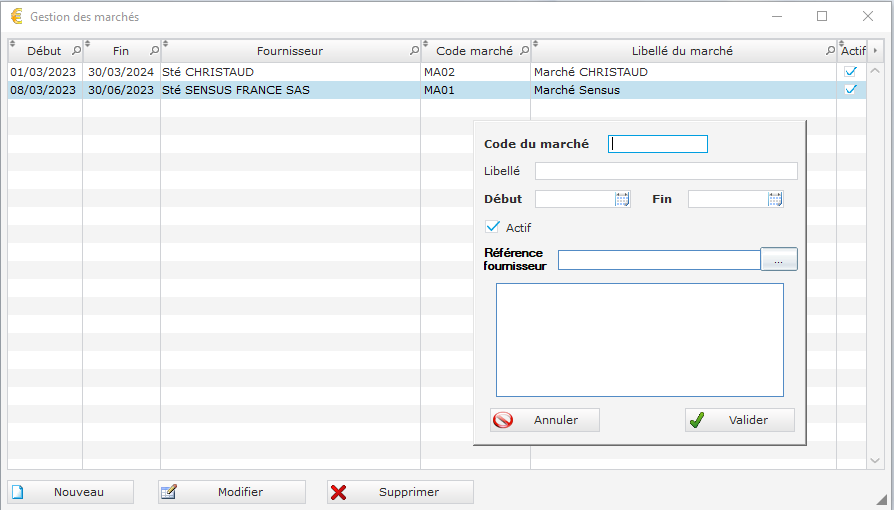 Gestion des marchés
Début Fin Fournisseur Code marché Libellé du marché Actif
01/03/2023 30/03/2024 Sté CHRISTAUD MA02 Marché CHRISTAUD
08/03/2023 30/06/2023 Sté SENSUS FRANCE SAS MA01 Marché Sensus
Code du marché
Libellé
Début Fin
Actif
Référence
fournisseur ...
Annuler Valider
Nouveau Modifier Supprimer